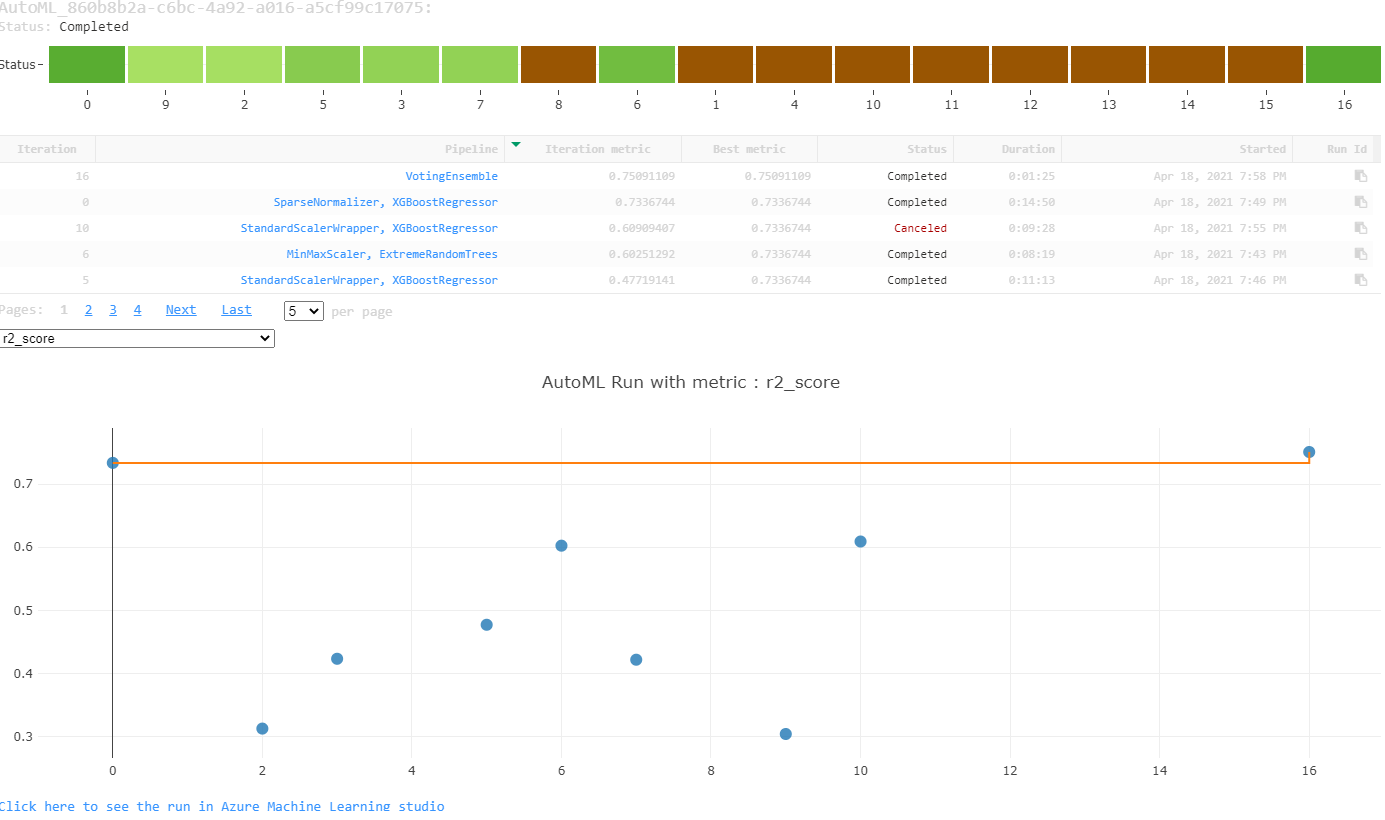 AutoML_860b8b2a-c6bc-4a92-a016-a5cf99c17075:
Status: Completed
Status
0 9 2 5 3 7 8 6 1 4 10 11 12 13 14 15 16
Iteration Pipeline Iteration metric Best metric Status Duration Started Run Id
16 VotingEnsemble 0.75091109 0.75091109 Completed 0:01:25 Apr 18, 2021 7:58 PM
0 SparseNormalizer, XGBoostRegressor 0.7336744 0.7336744 Completed 0:14:50 Apr 18, 2021 7:49 PM
10 StandardScalerWrapper, XGBoostRegressor 0.60909407 0.7336744 Canceled 0:09:28 Apr 18, 2021 7:55 PM
6 MinMaxScaler, ExtremeRandomTrees 0.60251292 0.7336744 Completed 0:08:19 Apr 18, 2021 7:43 PM
5 StandardScalerWrapper, XGBoostRegressor 0.47719141 0.7336744 Completed 0:11:13 Apr 18, 2021 7:46 PM
Pages: 1 2 3 4 Next Last 5 per page
r2_score
AutoML Run with metric : r2_score
0.7
0.6
0.5
0.4
0.3
0 2 4 6 8 10 12 14 16
Click here to see the run in Azure Machine Learning studio